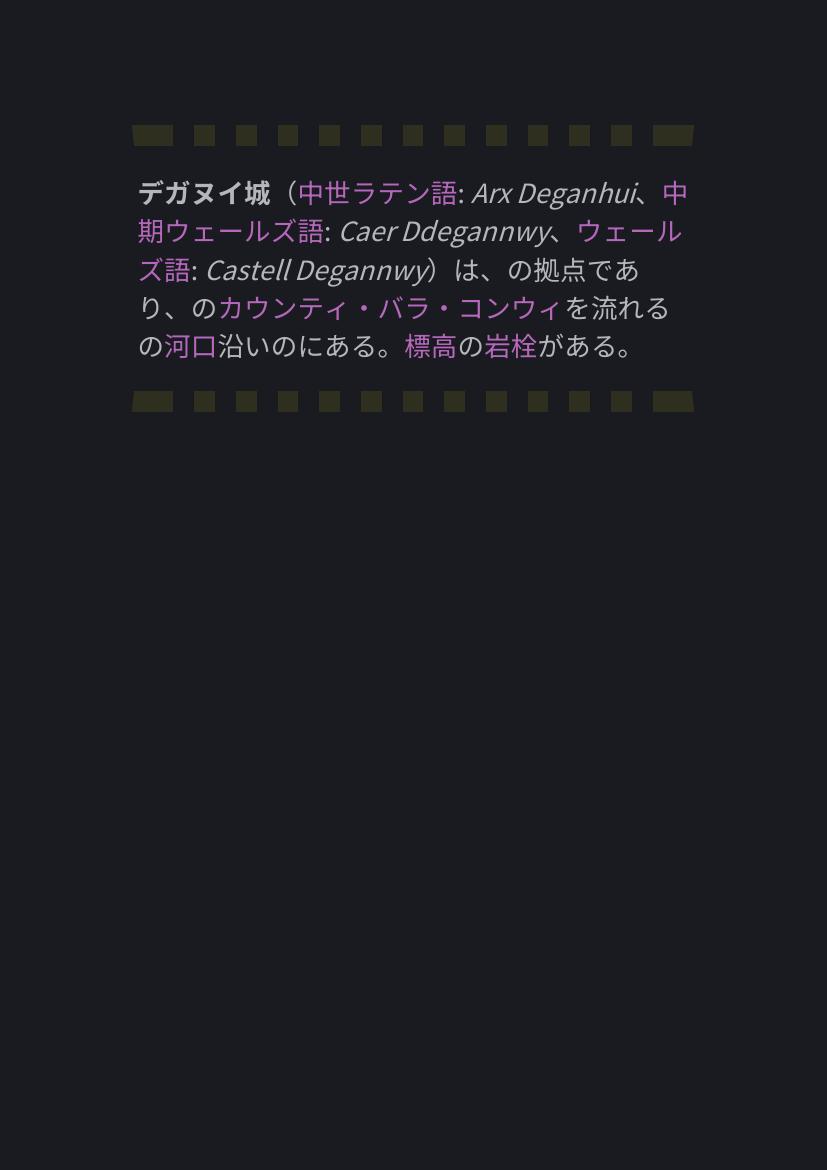 デガヌイ城（中世ラテン語: Arx Deganhui、中
期ウェールズ語: Caer Ddegannwy、ウェール
ズ語: Castell Degannwy）は、の拠点であ
り、のカウンティ・バラ・コンウィを流れる
の河口沿いのにある。標高の岩栓がある。